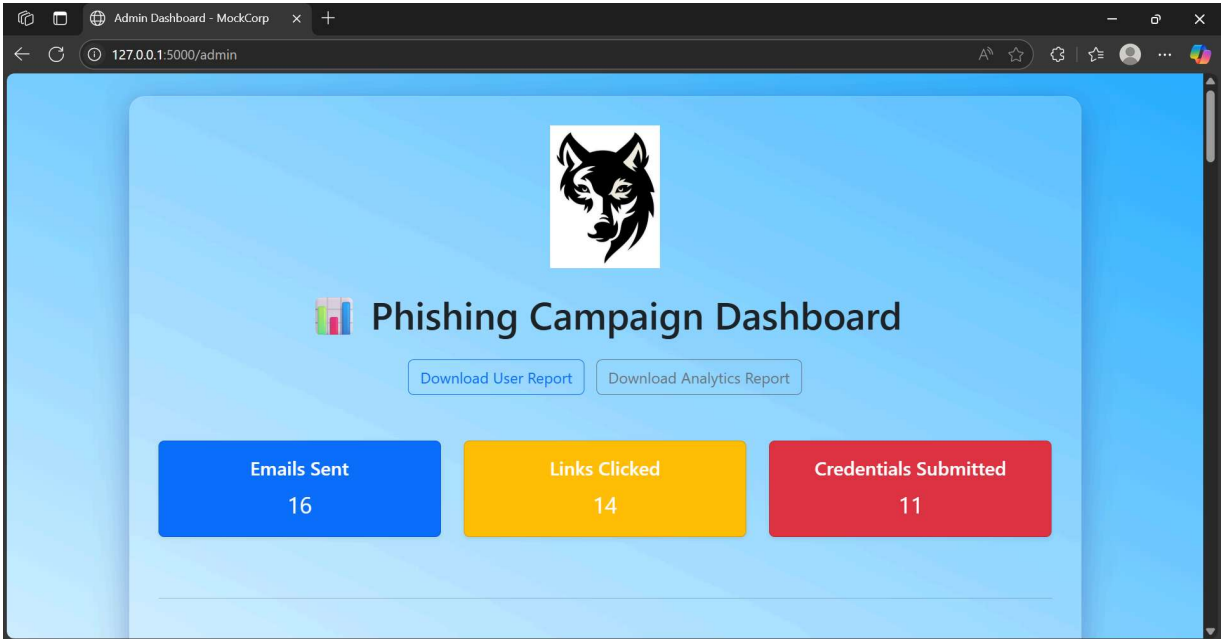 Admin Dashboard - MockCorp
127.0.0.1:5000/admin
Phishing Campaign Dashboard
Download User Report
Download Analytics Report
Emails Sent
16
Links Clicked
14
Credentials Submitted
11